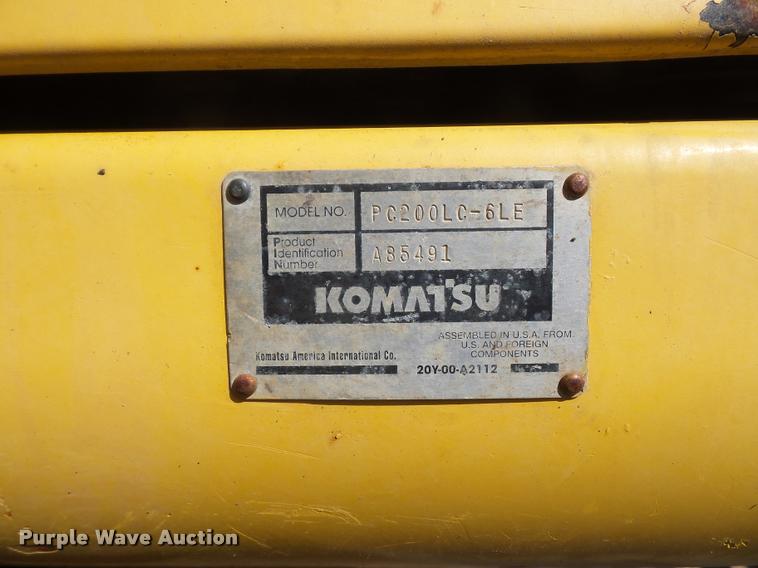 MODEL NO. PC200LC-6LE
Product
Identification
Number A85491
KOMATSU
ASSEMBLED IN U.S.A. FROM
U.S. AND FOREIGN
COMPONENTS
Komatsu America International Co.
20Y-00-A2112
Purple Wave Auction